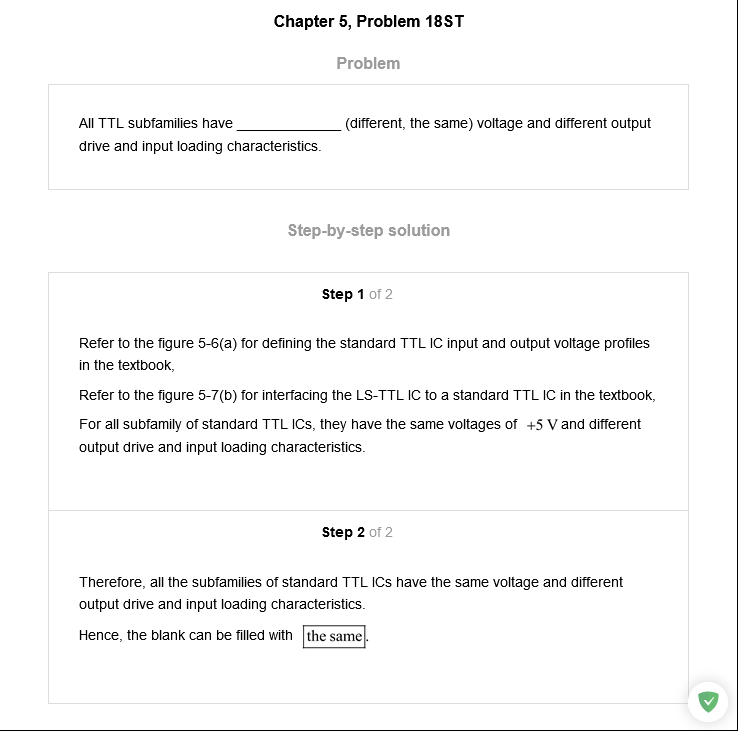 Chapter 5, Problem 18ST
Problem
All TTL subfamilies have _____________ (different, the same) voltage and different output
drive and input loading characteristics.
Step-by-step solution
Step 1 of 2
Refer to the figure 5-6(a) for defining the standard TTL IC input and output voltage profiles
in the textbook,
Refer to the figure 5-7(b) for interfacing the LS-TTL IC to a standard TTL IC in the textbook,
For all subfamily of standard TTL ICs, they have the same voltages of +5 V and different
output drive and input loading characteristics.
Step 2 of 2
Therefore, all the subfamilies of standard TTL ICs have the same voltage and different
output drive and input loading characteristics.
Hence, the blank can be filled with the same.